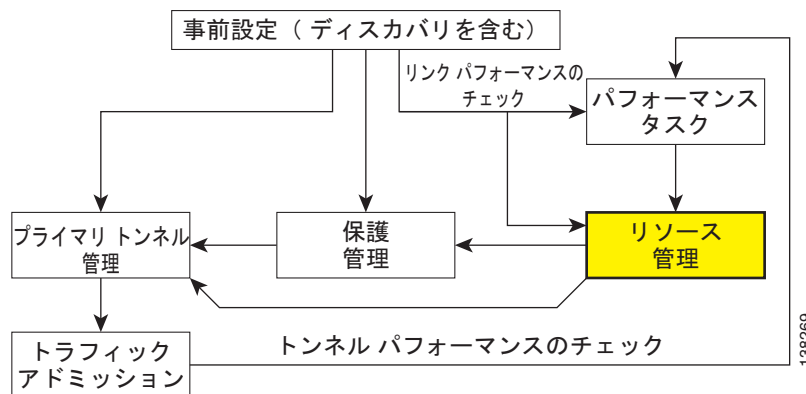 事前設定（ ディスカバリを含む）
リンク パフォーマンスの
チェック
パフォーマンス
タスク
プライマリ トンネル
管理
保護
管理
リソース
管理
トラフィック
アドミッション
トンネル パフォーマンスのチェック
138269